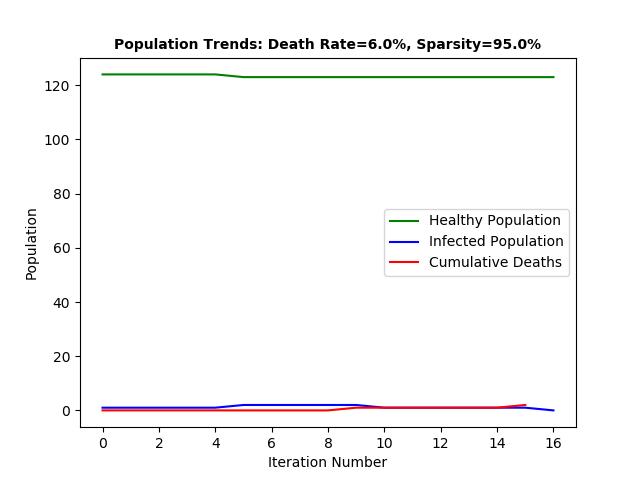 Population Trends: Death Rate=6.0%, Sparsity=95.0%
120
100
80
60
40
20
0
Population
Healthy Population
Infected Population
Cumulative Deaths
0 2 4 6 8 10 12 14 16
Iteration Number